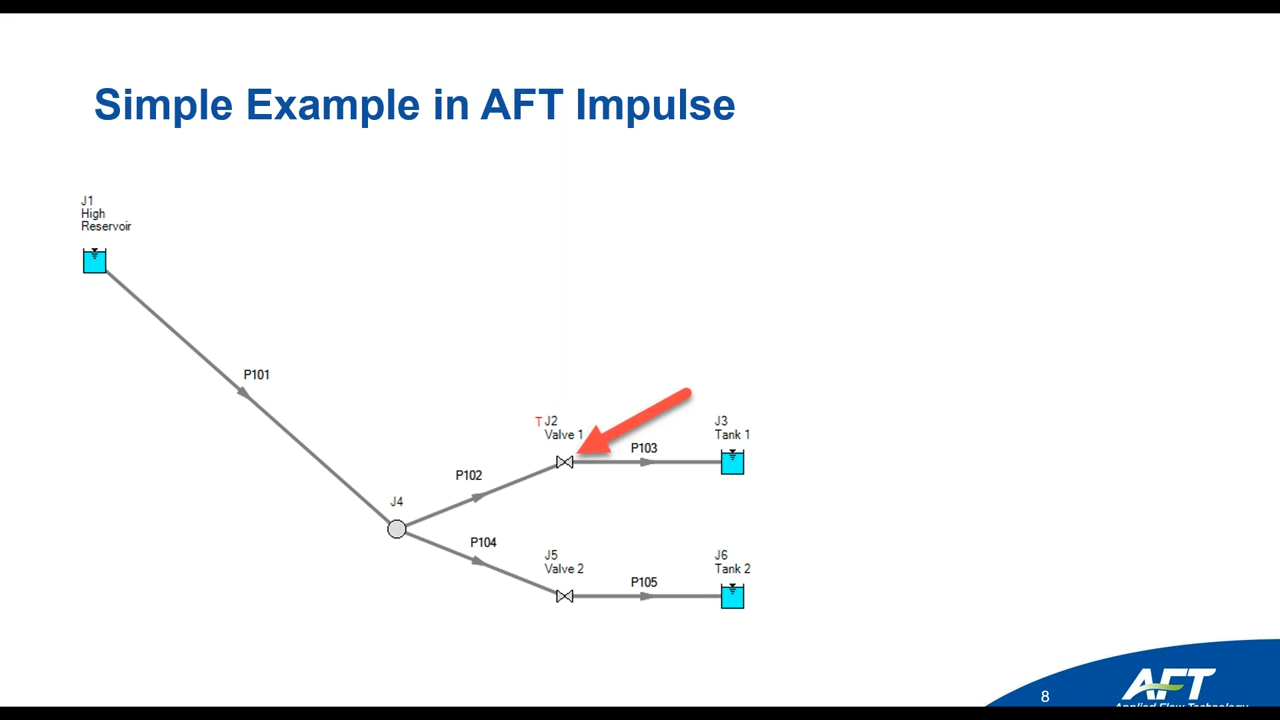 Simple Example in AFT Impulse
J1
High
Reservoir
P101
T J2
Valve 1
J3
Tank 1
P103
P102
J4
P104
J5
Valve 2
J6
Tank 2
P105
8
AFT
Applied Flow Technology